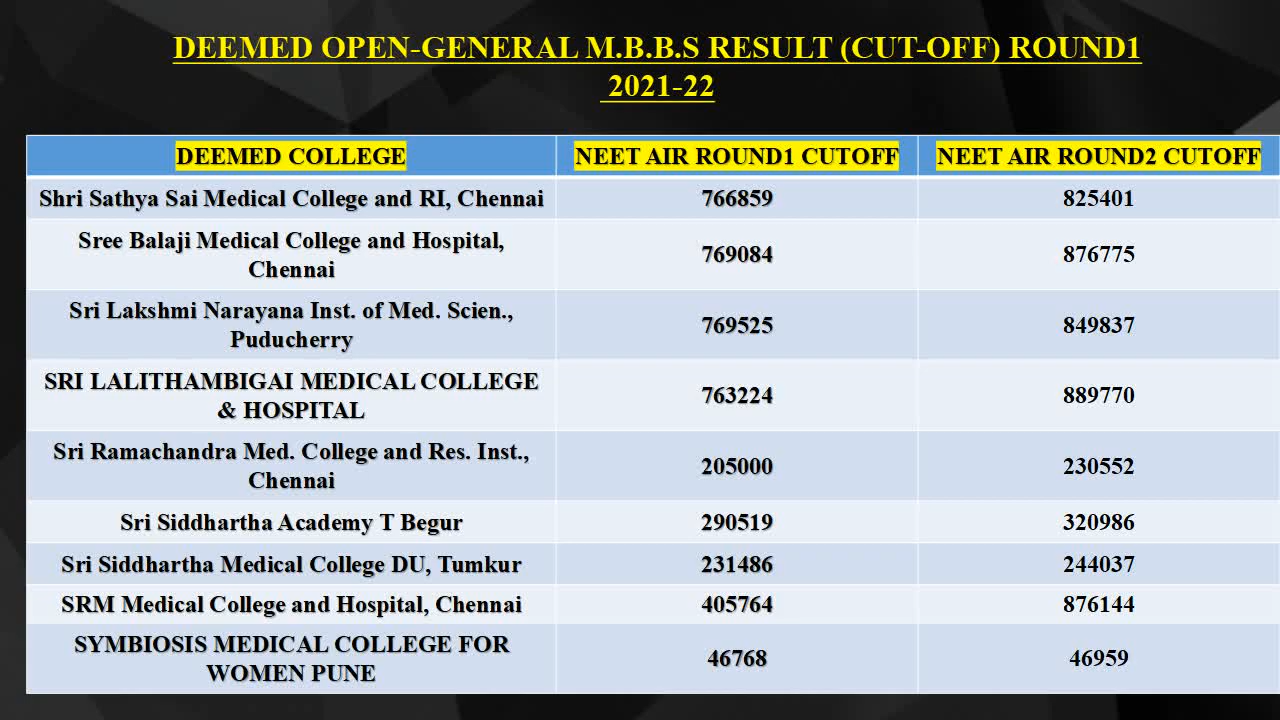 DEEMED OPEN-GENERAL M.B.B.S RESULT (CUT-OFF) ROUND1
2021-22
DEEMED COLLEGE NEET AIR ROUND1 CUTOFF NEET AIR ROUND2 CUTOFF
Shri Sathya Sai Medical College and RI, Chennai 766859 825401
Sree Balaji Medical College and Hospital,
Chennai 769084 876775
Sri Lakshmi Narayana Inst. of Med. Scien.,
Puducherry 769525 849837
SRI LALITHAMBIGAI MEDICAL COLLEGE
& HOSPITAL 763224 889770
Sri Ramachandra Med. College and Res. Inst.,
Chennai 205000 230552
Sri Siddhartha Academy T Begur 290519 320986
Sri Siddhartha Medical College DU, Tumkur 231486 244037
SRM Medical College and Hospital, Chennai 405764 876144
SYMBIOSIS MEDICAL COLLEGE FOR
WOMEN PUNE 46768 46959